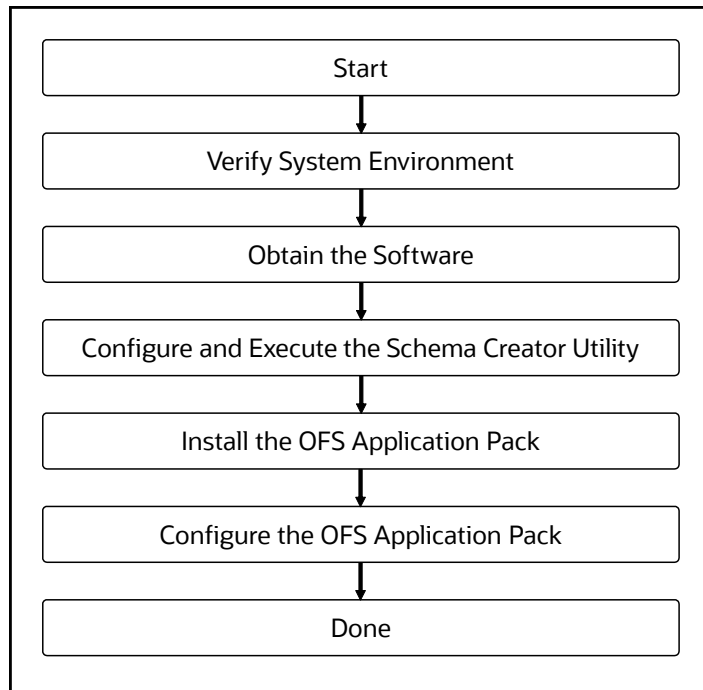 Start
Verify System Environment
Obtain the Software
Configure and Execute the Schema Creator Utility
Install the OFS Application Pack
Configure the OFS Application Pack
Done